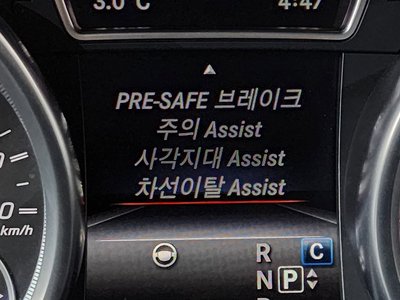 3.0°C 4:47
PRE-SAFE 브레이크
주의 Assist
사각지대 Assist
차선이탈 Assist
0
km/h
R C
N P